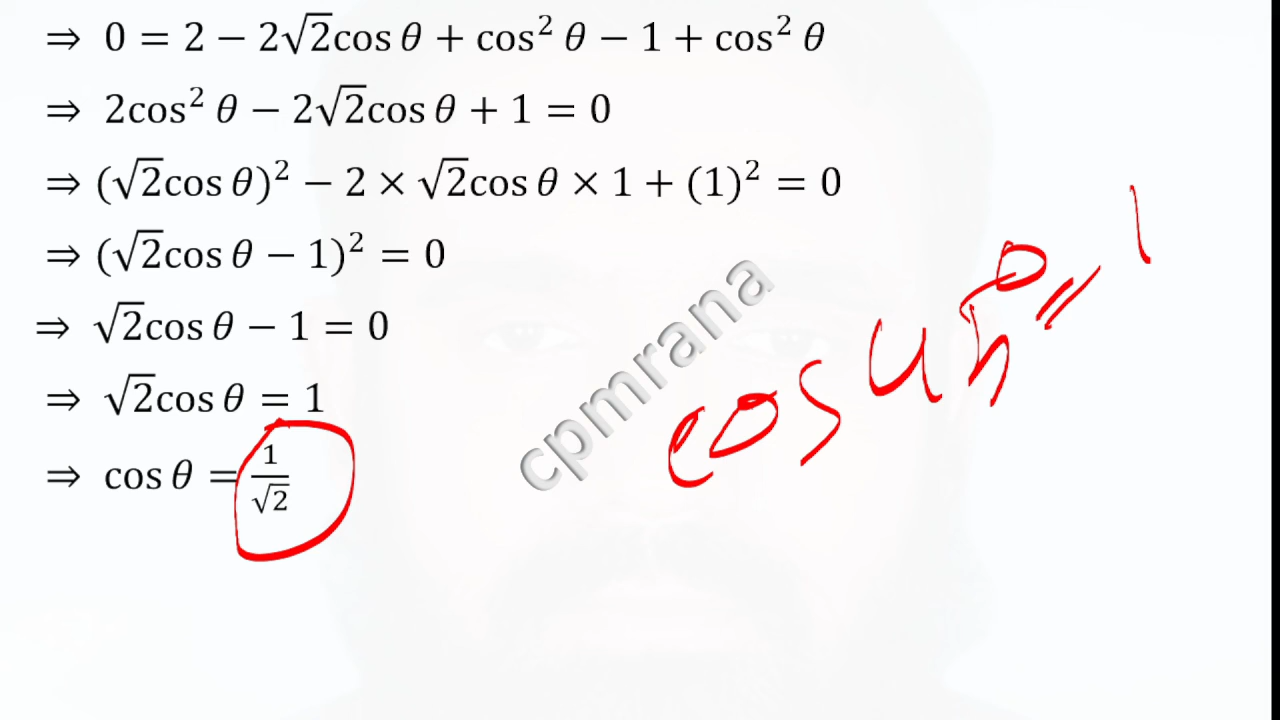 ⇒ 0 = 2 − 2√2cos θ + cos² θ − 1 + cos² θ
⇒ 2cos² θ − 2√2cos θ + 1 = 0
⇒ (√2cos θ)² − 2 × √2cos θ × 1 + (1)² = 0
⇒ (√2cos θ − 1)² = 0
⇒ √2cos θ − 1 = 0
⇒ √2cos θ = 1
⇒ cos θ = 1/√2
cpmrana
cos 45° = 1